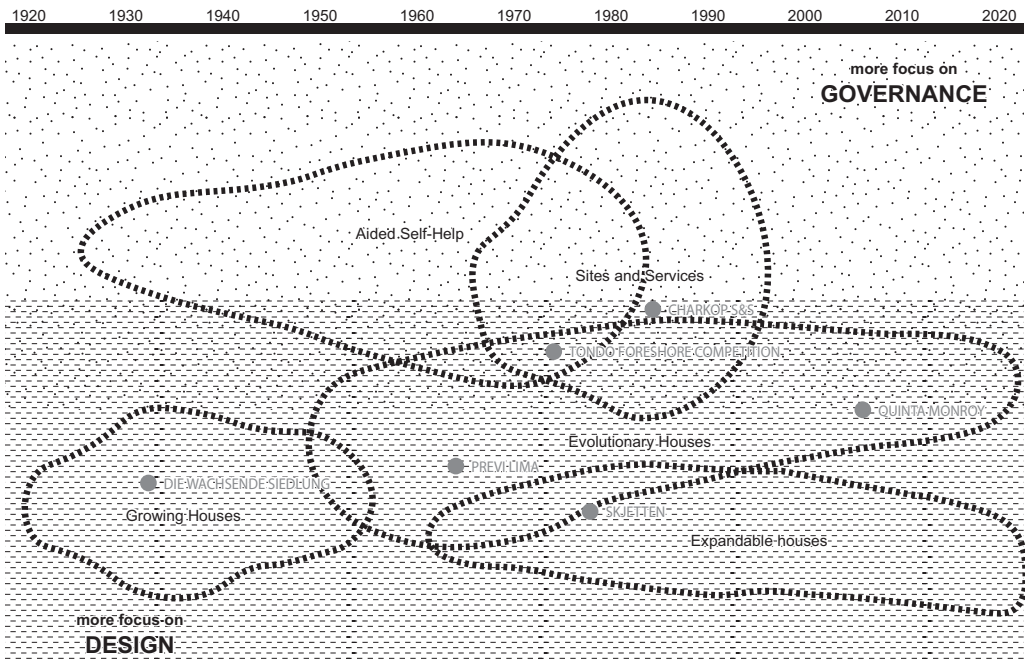 1920 1930 1940 1950 1960 1970 1980 1990 2000 2010 2020
more focus on
GOVERNANCE
Aided Self-Help
Sites and Services
CHARKOP S&S
TONDO FORESHORE COMPETITION
QUINTA MONROY
Evolutionary Houses
PREVI LIMA
DIE WACHSENDE SIEDLUNG
Growing Houses
SKJETTEN
Expandable houses
more focus on
DESIGN